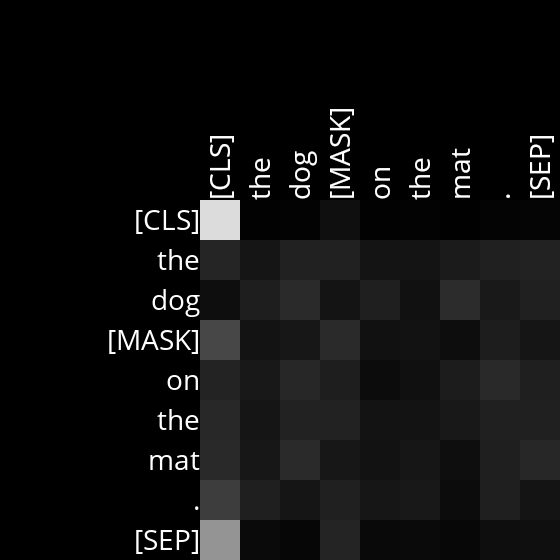 [CLS] the dog [MASK] on the mat . [SEP]
[CLS]
the
dog
[MASK]
on
the
mat
.
[SEP]